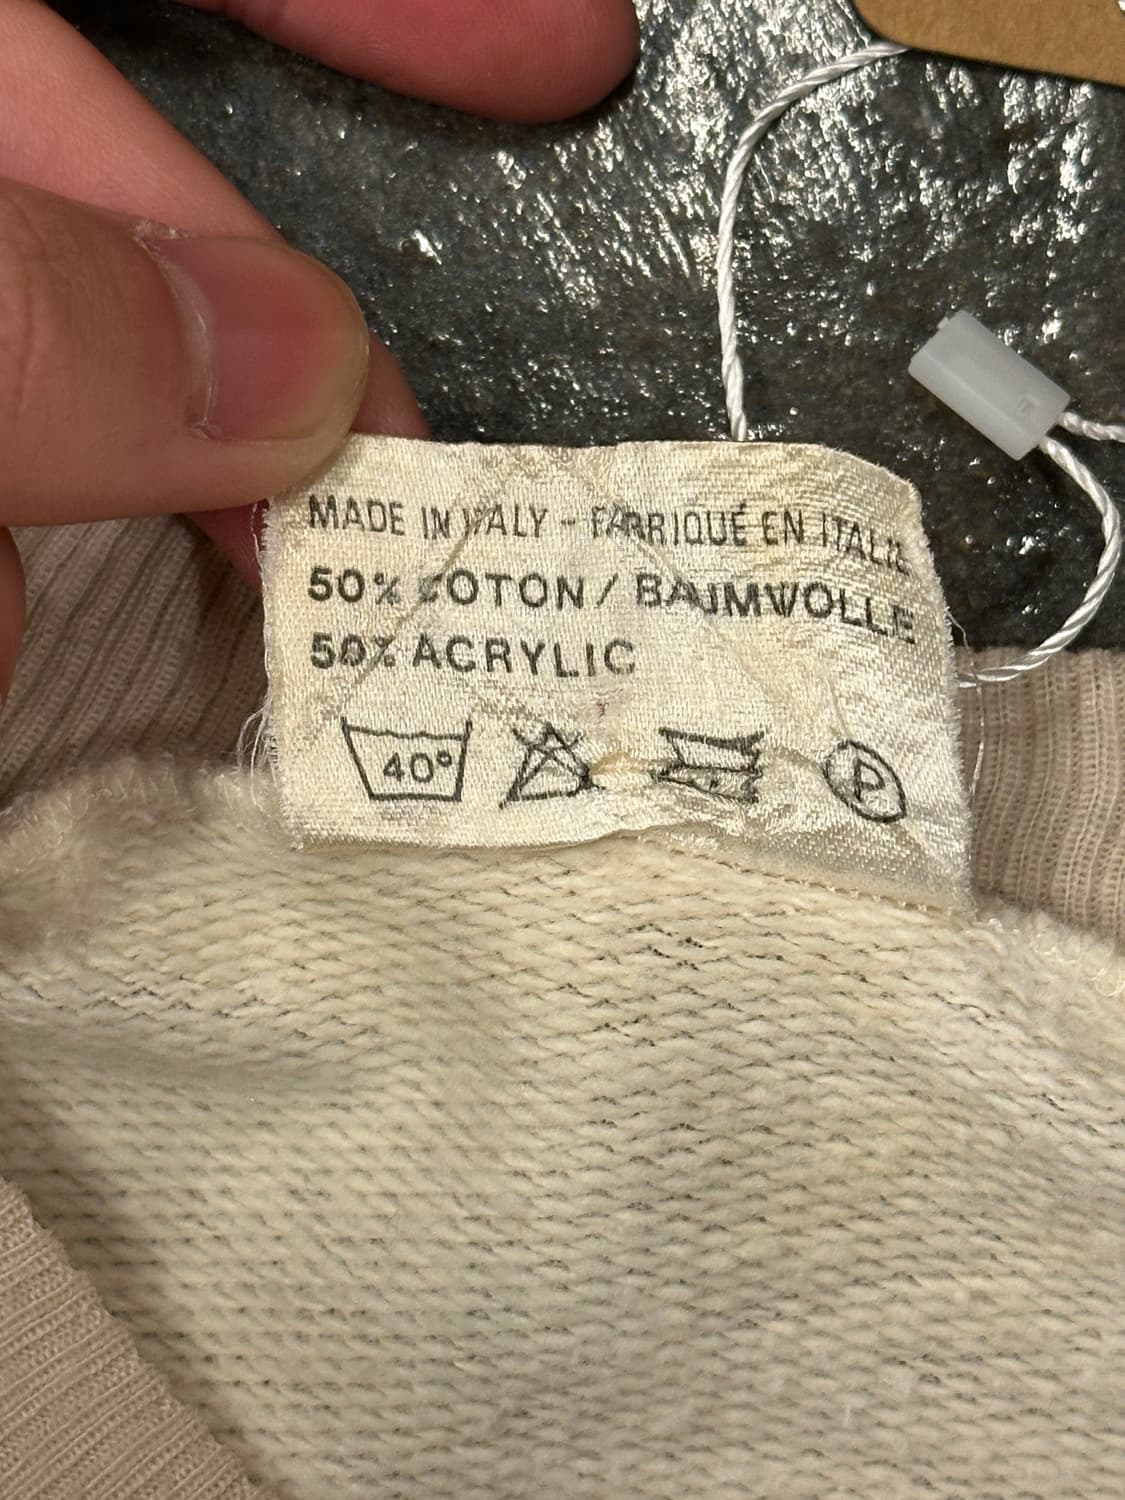 MADE IN ITALY - FABRIQUÉ EN ITALIE
50% COTON / BAUMWOLLE
50% ACRYLIC
40° P